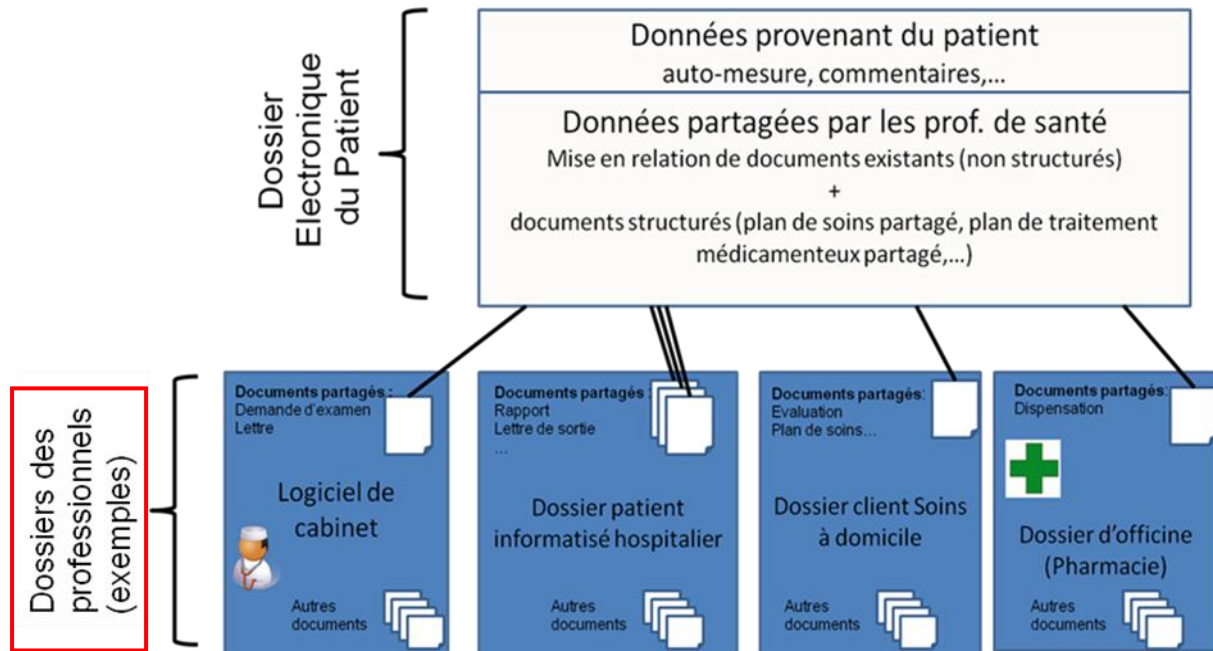 Dossier
Electronique
du Patient
Données provenant du patient
auto-mesure, commentaires,...
Données partagées par les prof. de santé
Mise en relation de documents existants (non structurés)
+
documents structurés (plan de soins partagé, plan de traitement
médicamenteux partagé,...)
Dossiers des
professionnels
(exemples)
Documents partagés :
Demande d'examen
Lettre
Logiciel de
cabinet
Autres
documents
Documents partagés :
Rapport
Lettre de sortie
...
Dossier patient
informatisé hospitalier
Autres
documents
Documents partagés:
Evaluation
Plan de soins...
Dossier client Soins
à domicile
Autres
documents
Documents partagés:
Dispensation
Dossier d'officine
(Pharmacie)
Autres
documents